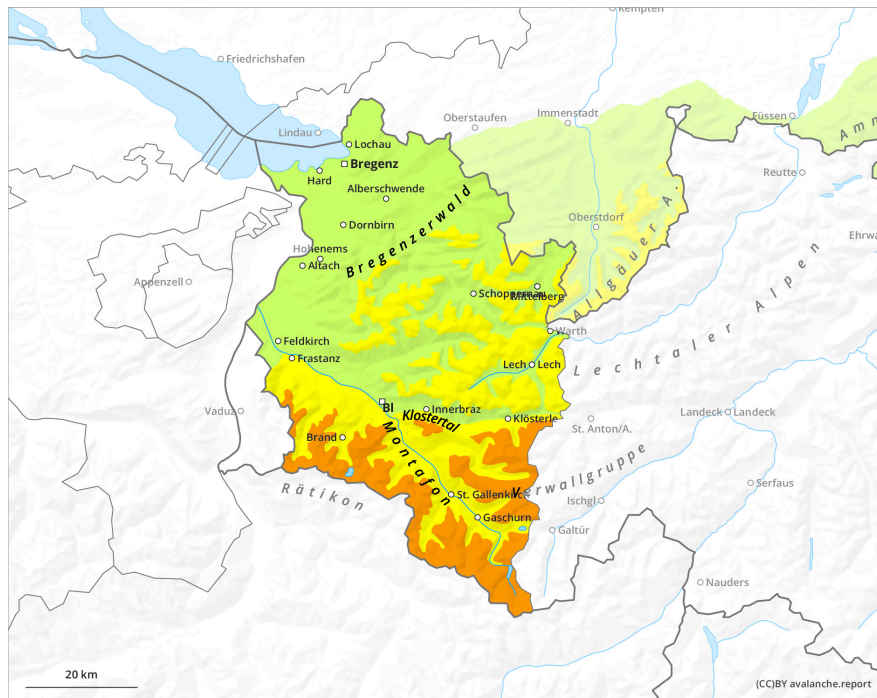 Kempten
Friedrichshafen
Immenstadt
Füssen
Oberstaufen
Amm
Lindau
Lochau
Bregenz
Hard
Reutte
Alberschwende
Oberstdorf
Dornbirn
Bregenzerwald
Ehrwa
Hohenems
Altach
Appenzell
Allgäuer A.
Schoppernau
Mittelberg
Warth
Feldkirch
Lechtaler Alpen
Frastanz
Lech
Lech
Vaduz
Bl
Innerbraz
Klostertal
Klösterle
St. Anton/A.
Landeck
Landeck
Brand
Montafon
Verwallgruppe
Serfaus
Rätikon
St. Gallenkirch
Ischgl
Gaschurn
Galtür
Nauders
20 km
(CC)BY avalanche.report